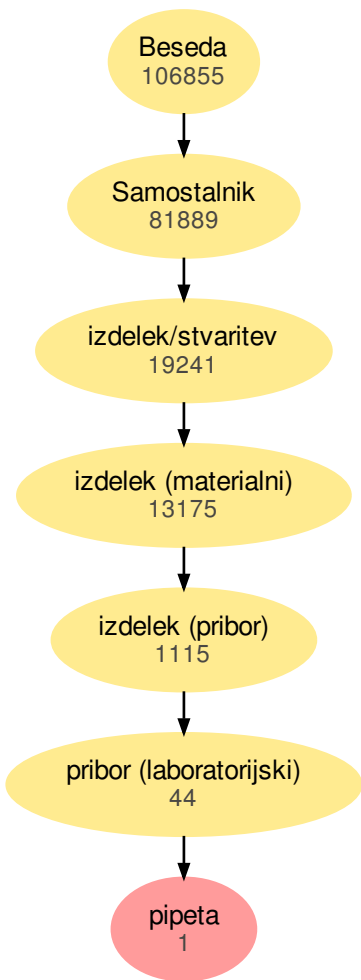 Beseda
106855
Samostalnik
81889
izdelek/stvaritev
19241
izdelek (materialni)
13175
izdelek (pribor)
1115
pribor (laboratorijski)
44
pipeta
1